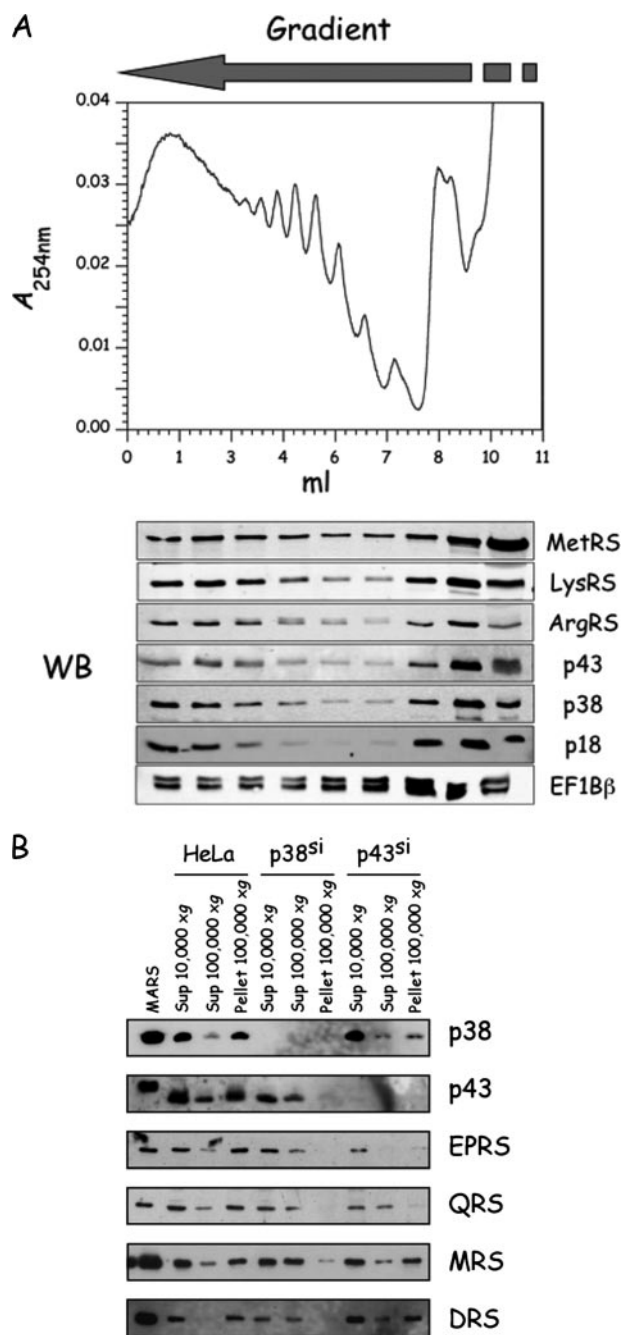 A
Gradient
0.04
0.03
0.02
0.01
0.00
A254nm
0 1 3 4 5 7 8 10 11
ml
WB
MetRS
LysRS
ArgRS
p43
p38
p18
EF1Bβ
B
HeLa p38si p43si
MARS
Sup 10,000 xg
Sup 100,000 xg
Pellet 100,000 xg
Sup 10,000 xg
Sup 100,000 xg
Pellet 100,000 xg
Sup 10,000 xg
Sup 100,000 xg
Pellet 100,000 xg
p38
p43
EPRS
QRS
MRS
DRS